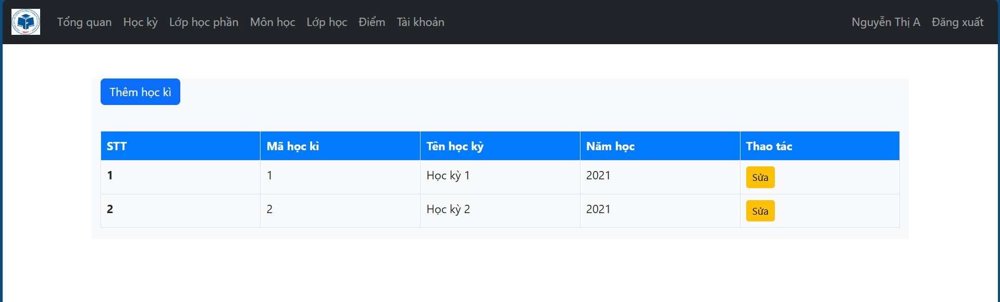 Tổng quan Học kỳ Lớp học phần Môn học Lớp học Điểm Tài khoản Nguyễn Thị A Đăng xuất
Thêm học kì
STT Mã học kì Tên học kỳ Năm học Thao tác
1 1 Học kỳ 1 2021 Sửa
2 2 Học kỳ 2 2021 Sửa